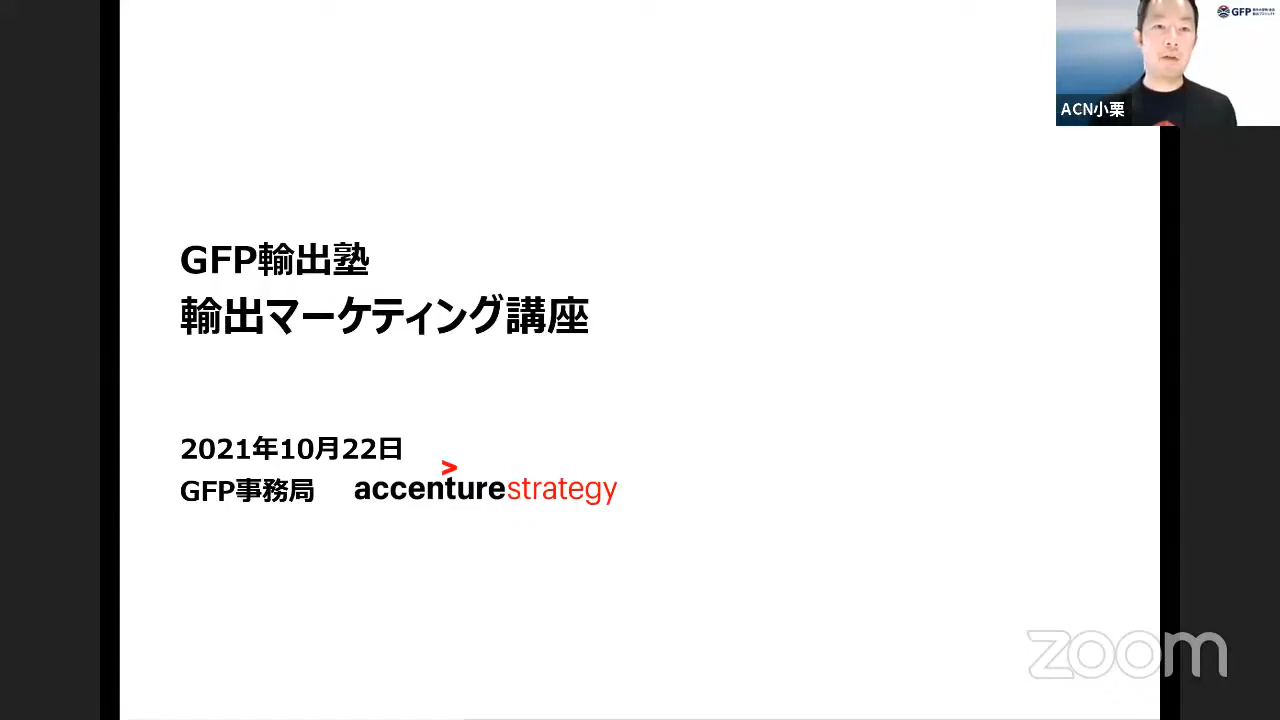 GFP
ACN小栗
GFP輸出塾
輸出マーケティング講座
2021年10月22日
GFP事務局
>
accenturestrategy
zoom